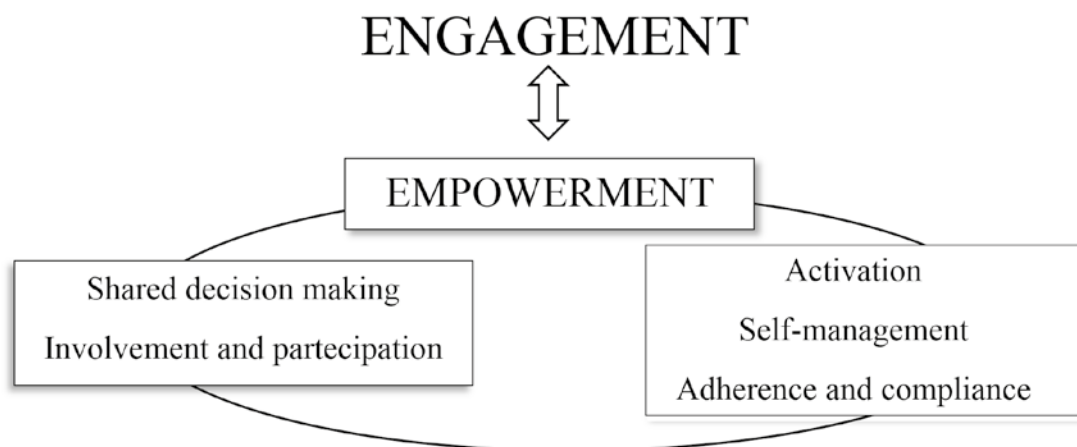 ENGAGEMENT
EMPOWERMENT
Shared decision making
Involvement and partecipation
Activation
Self-management
Adherence and compliance